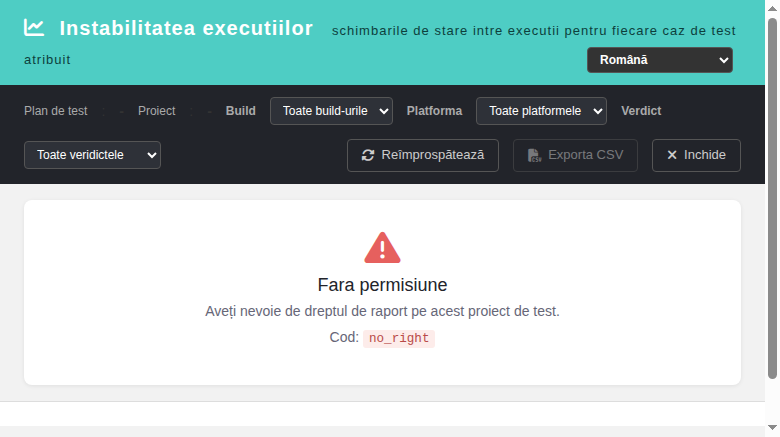 Instabilitatea executiilor schimbarile de stare intre executii pentru fiecare caz de test
atribuit Română
Plan de test : - Proiect : - Build Toate build-urile Platforma Toate platformele Verdict
Toate veridictele Reîmprospătează Exporta CSV Inchide
Fara permisiune
Aveți nevoie de dreptul de raport pe acest proiect de test.
Cod: no_right